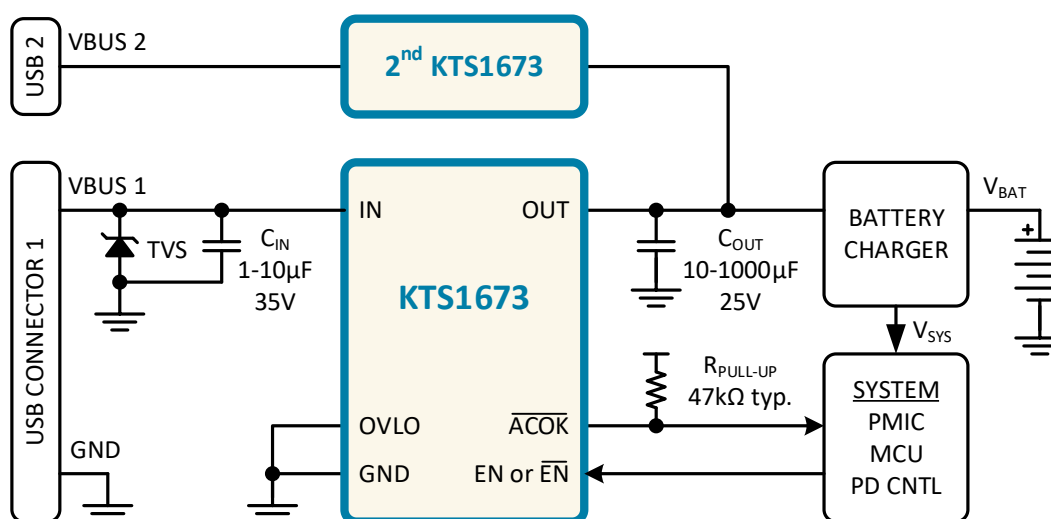 USB 2
VBUS 2
2nd KTS1673
USB CONNECTOR 1
VBUS 1
TVS
CIN
1-10µF
35V
IN
OUT
KTS1673
COUT
10-1000µF
25V
BATTERY
CHARGER
VBAT
+
VSYS
RPULL-UP
47kΩ typ.
OVLO
ACOK
GND
GND
EN or EN
SYSTEM
PMIC
MCU
PD CNTL